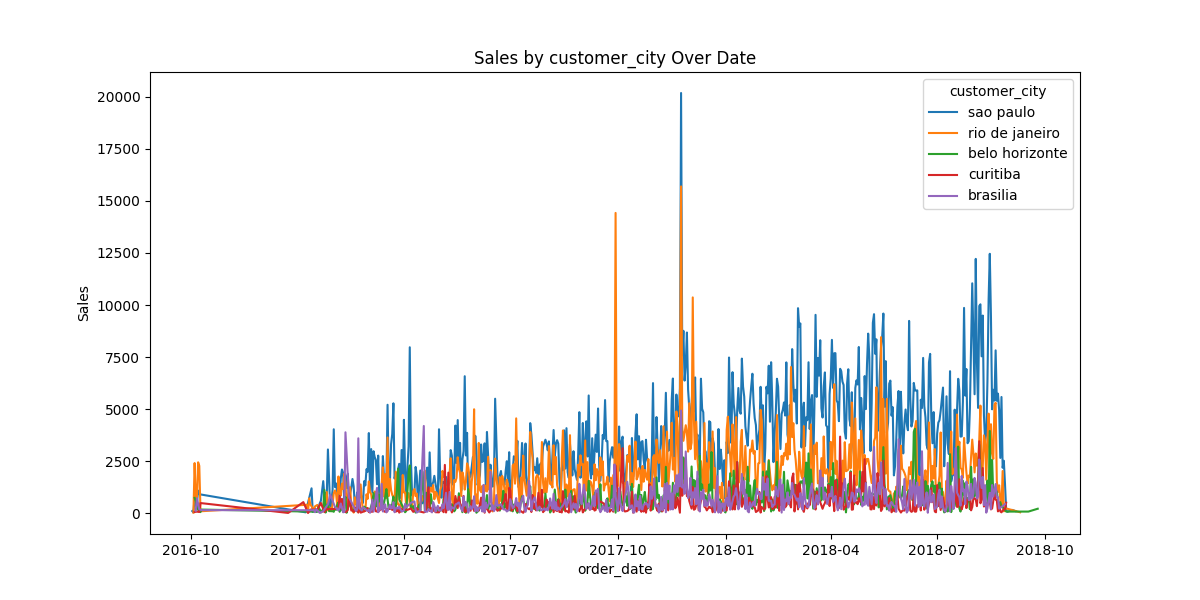 Sales by customer_city Over Date
customer_city
sao paulo
rio de janeiro
belo horizonte
curitiba
brasilia
Sales
20000
17500
15000
12500
10000
7500
5000
2500
0
2016-10
2017-01
2017-04
2017-07
2017-10
2018-01
2018-04
2018-07
2018-10
order_date